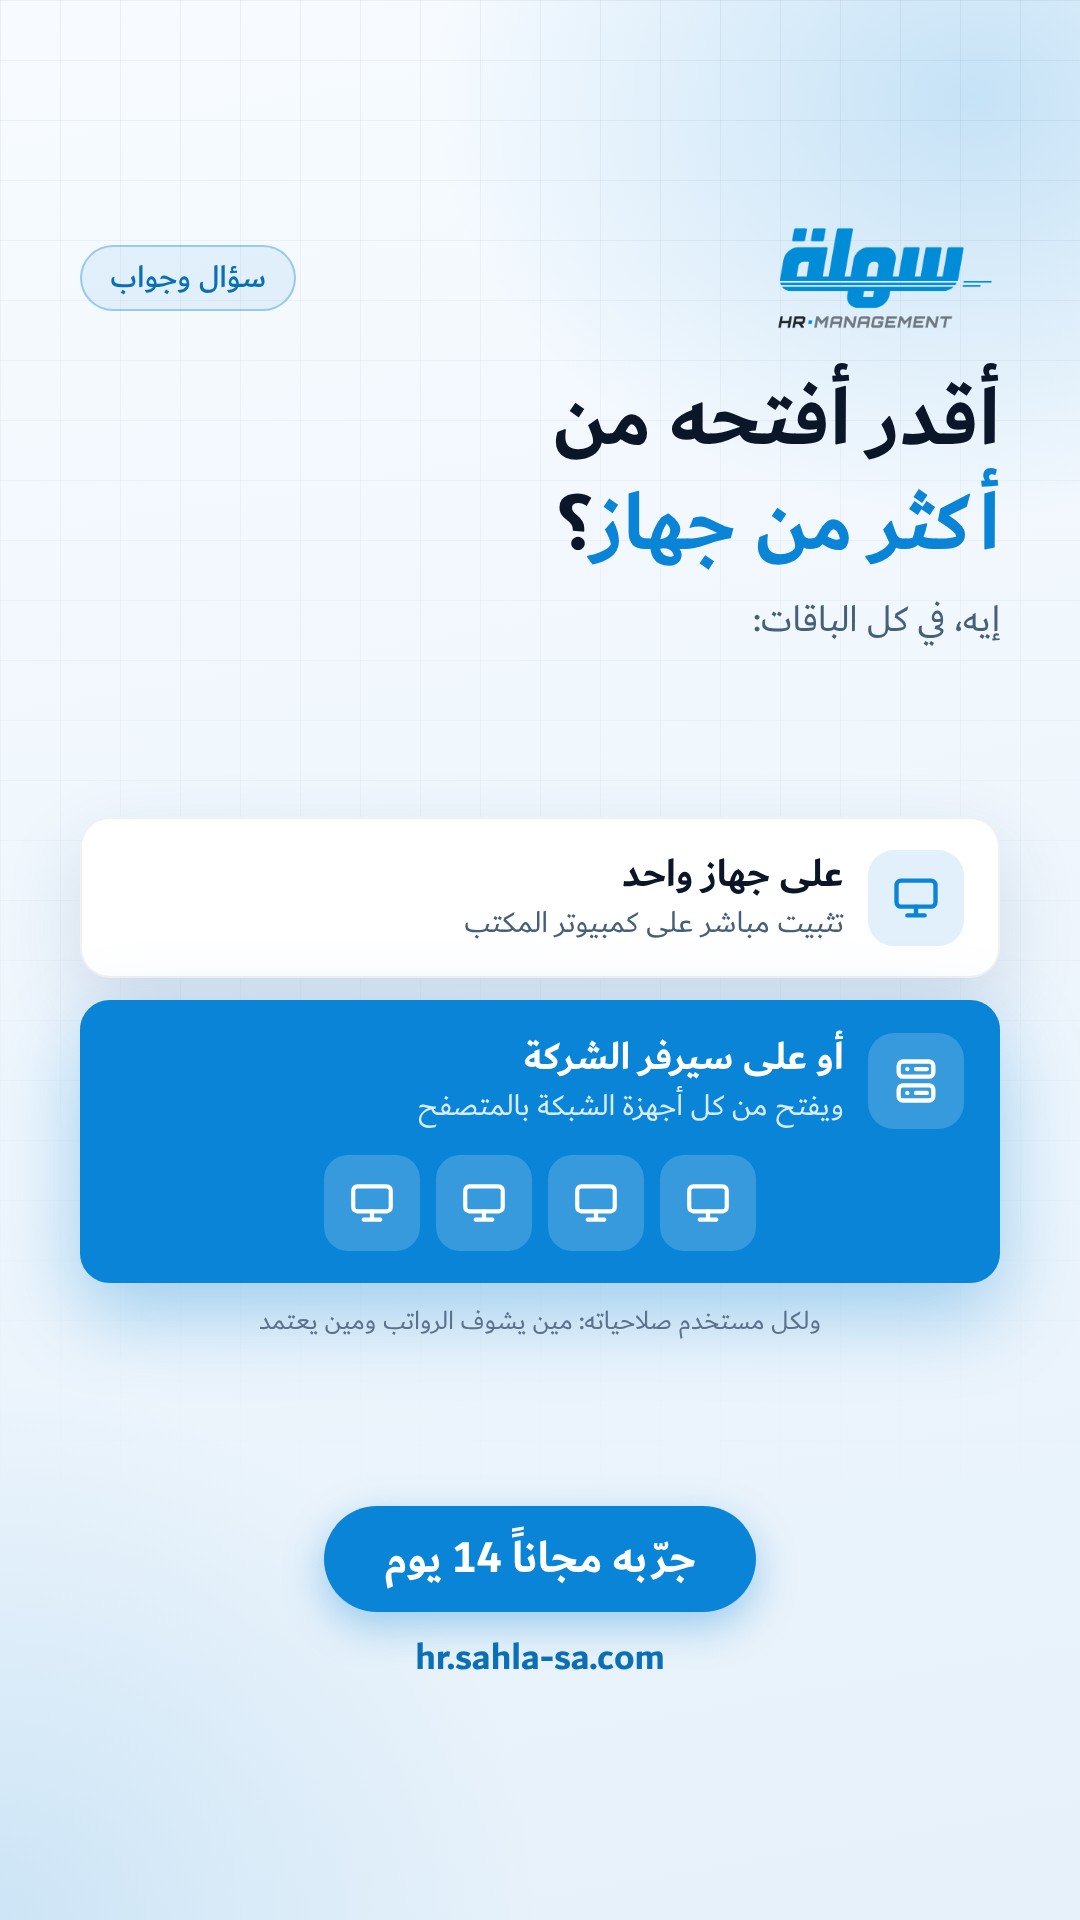 سهلة
HR·MANAGEMENT
سؤال وجواب
أقدر أفتحه من
أكثر من جهاز؟
إيه، في كل الباقات:
على جهاز واحد
تثبيت مباشر على كمبيوتر المكتب
أو على سيرفر الشركة
ويفتح من كل أجهزة الشبكة بالمتصفح
ولكل مستخدم صلاحياته: مين يشوف الرواتب ومين يعتمد
جرّبه مجاناً 14 يوم
hr.sahla-sa.com